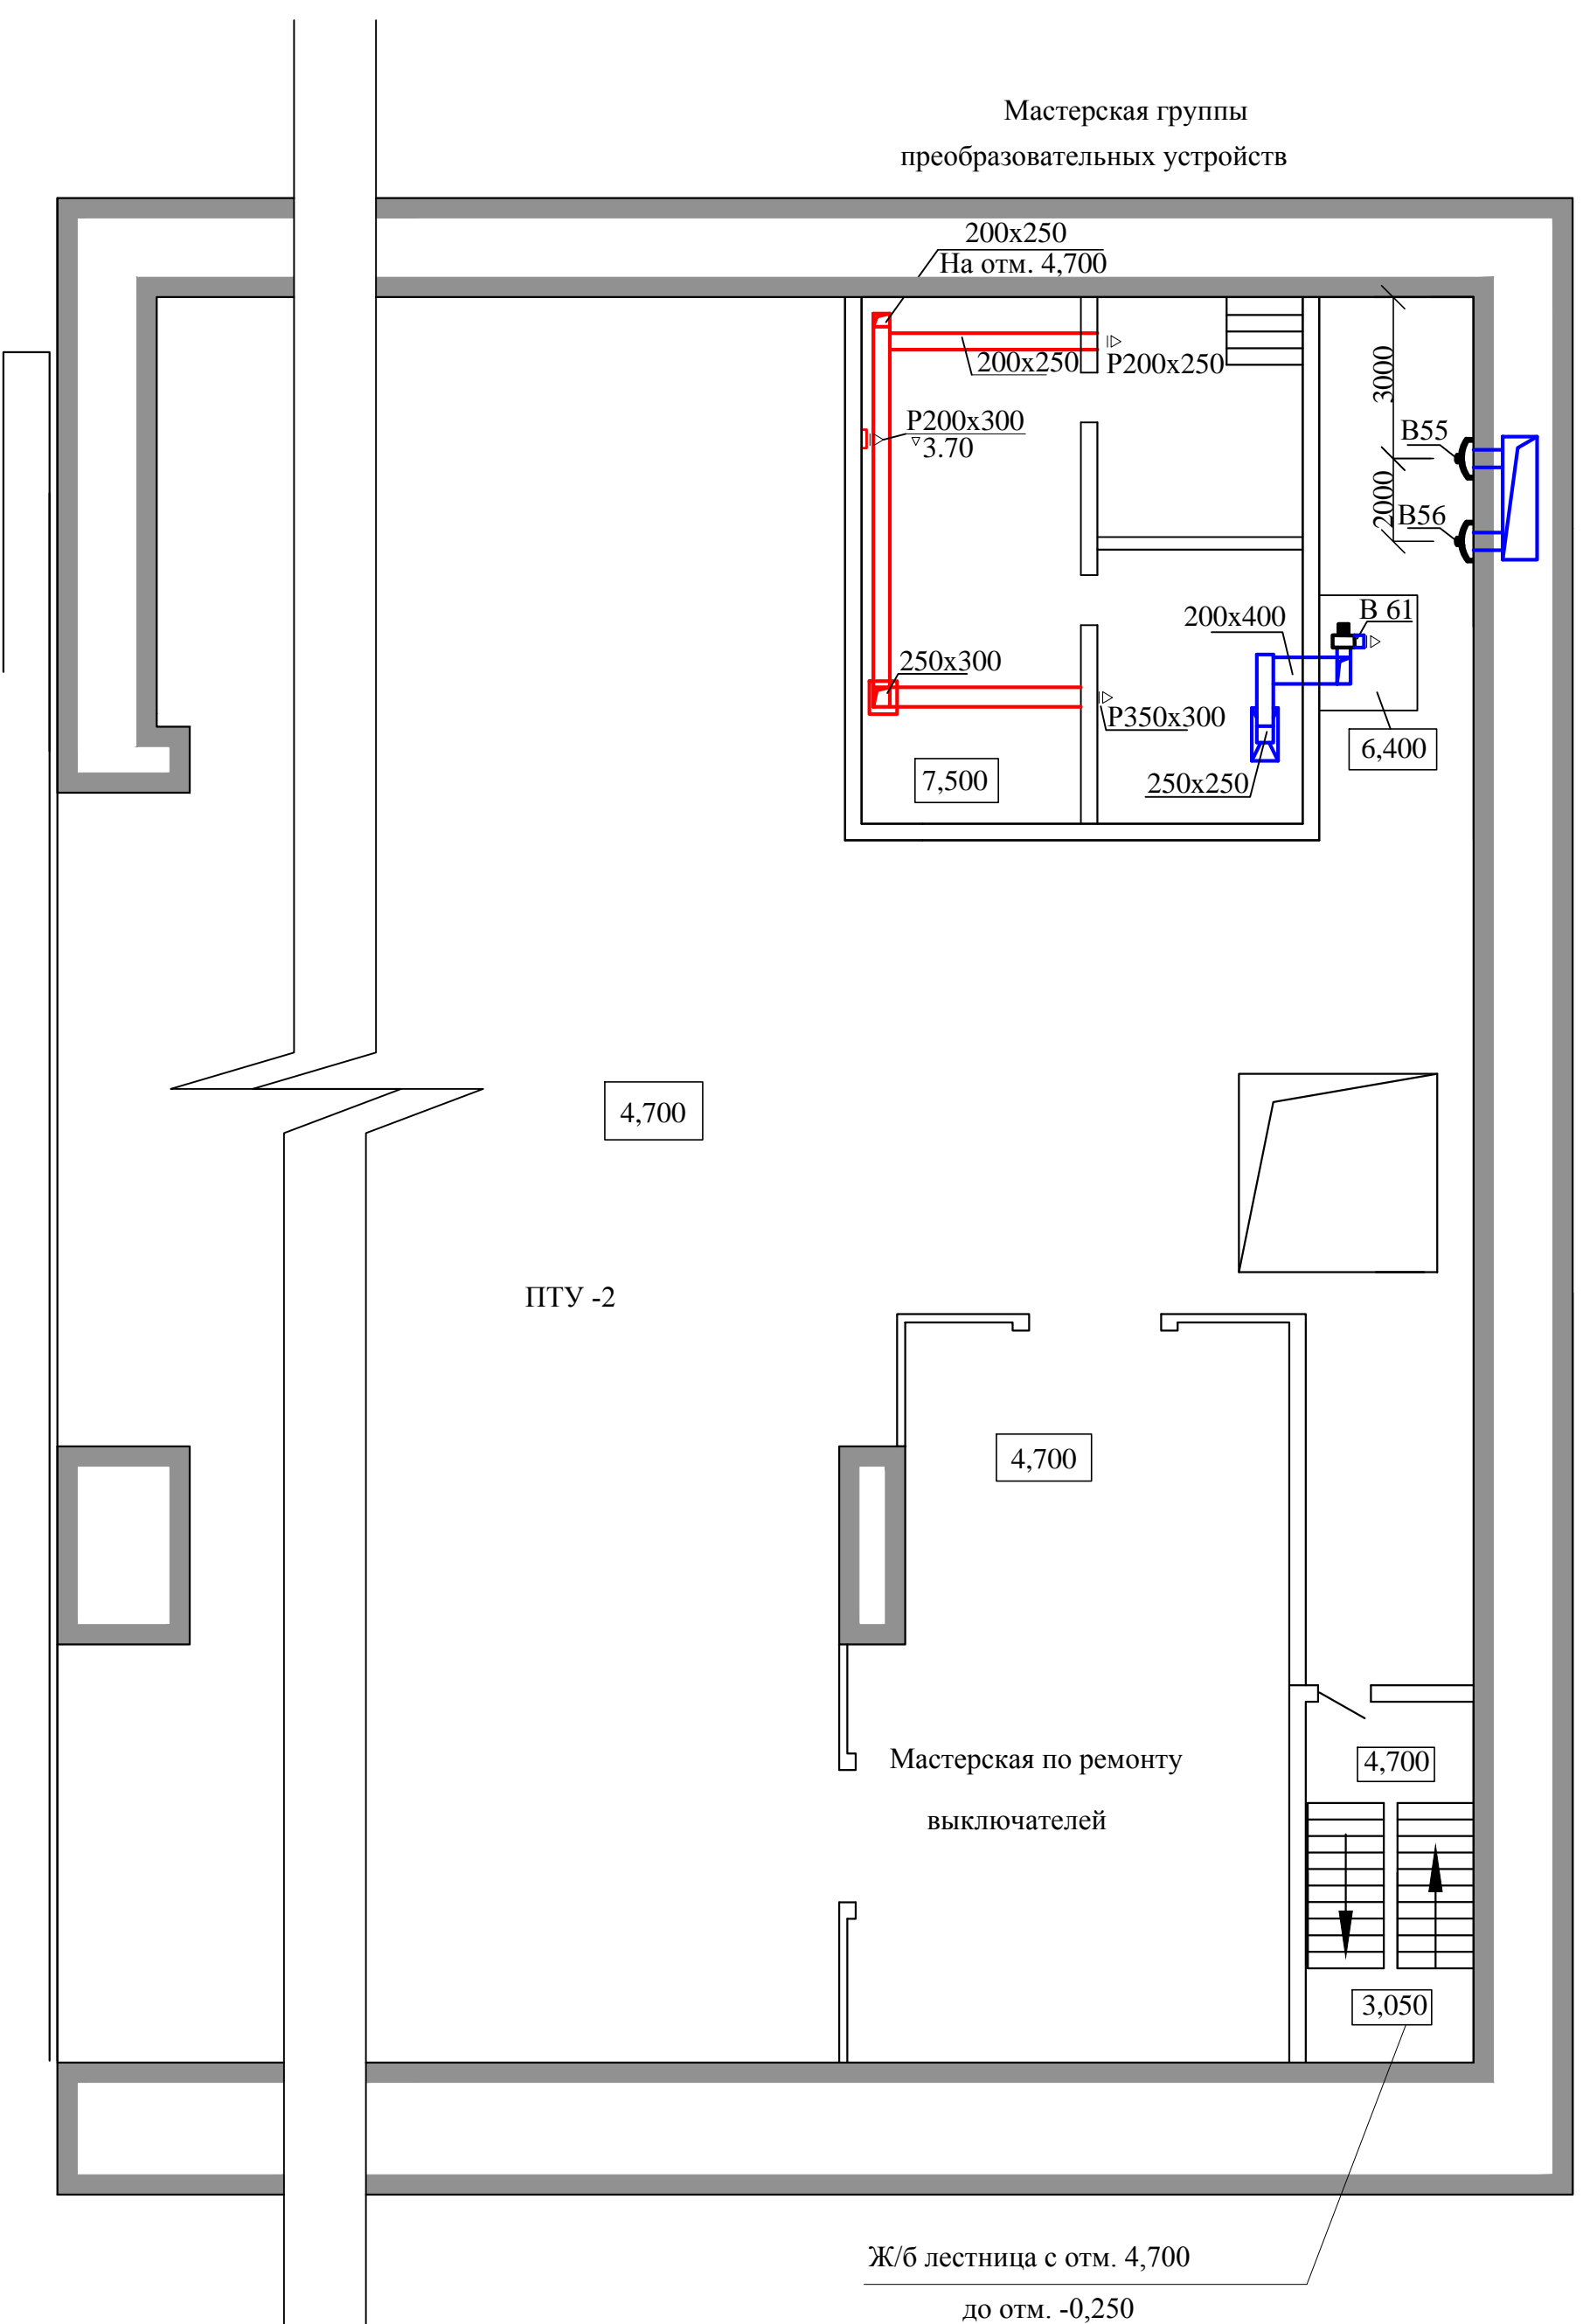 Мастерская группы
преобразовательных устройств
200х250
На отм. 4,700
200х250
Р200х250
3000
Р200х300
3.70
В55
2000
В56
200х400
В 61
250х300
Р350х300
6,400
7,500
250х250
4,700
ПТУ -2
4,700
Мастерская по ремонту
выключателей
4,700
3,050
Ж/б лестница с отм. 4,700
до отм. -0,250